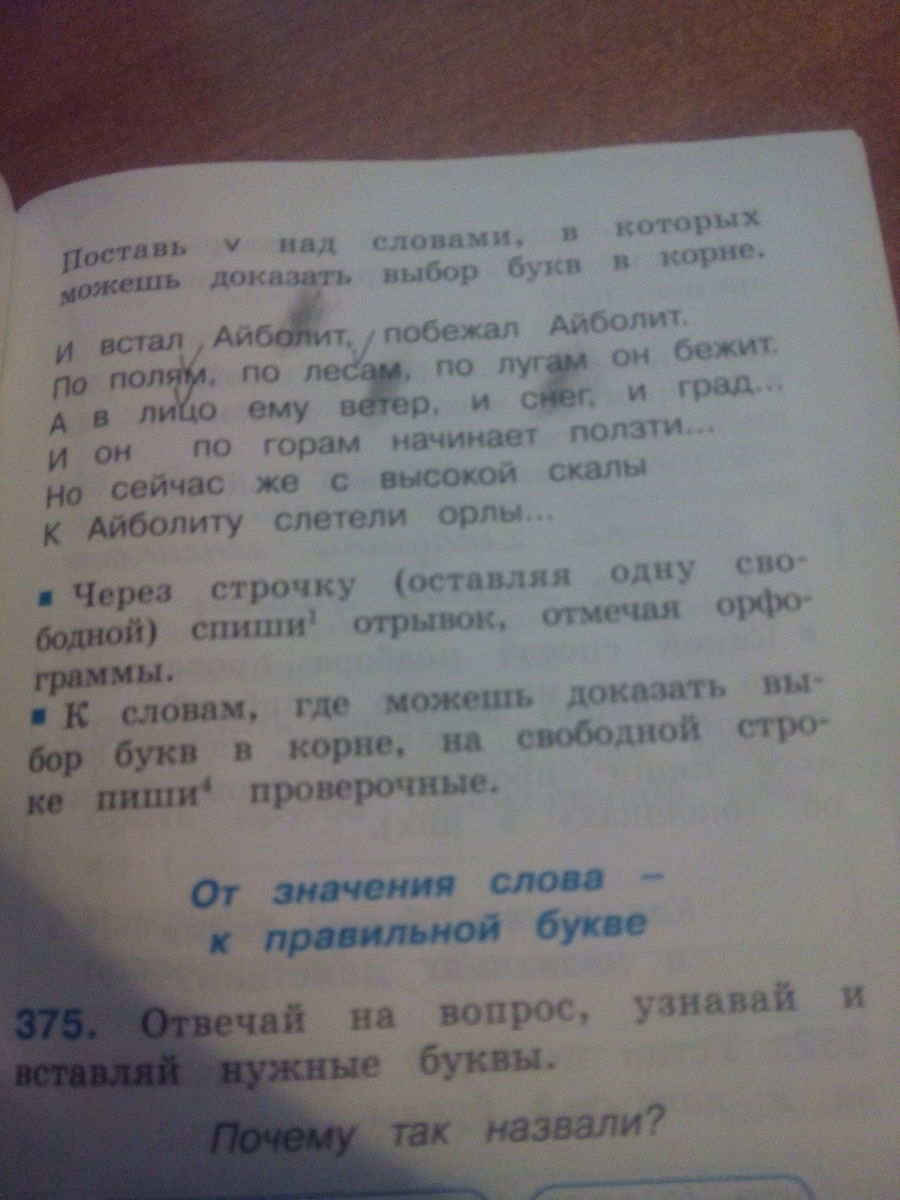 Поставь v над словами, в которых
можешь доказать выбор букв в корне.
И встал Айболит, побежал Айболит.
По полям, по лесам, по лугам он бежит.
А в лицо ему ветер, и снег, и град...
И он по горам начинает ползти...
Но сейчас же с высокой скалы
К Айболиту слетели орлы...
▪ Через строчку (оставляя одну сво-
бодной) спиши¹ отрывок, отмечая орфо-
граммы.
▪ К словам, где можешь доказать вы-
бор букв в корне, на свободной стро-
ке пиши⁴ проверочные.
От значения слова –
к правильной букве
375. Отвечай на вопрос, узнавай и
вставляй нужные буквы.
Почему так назвали?